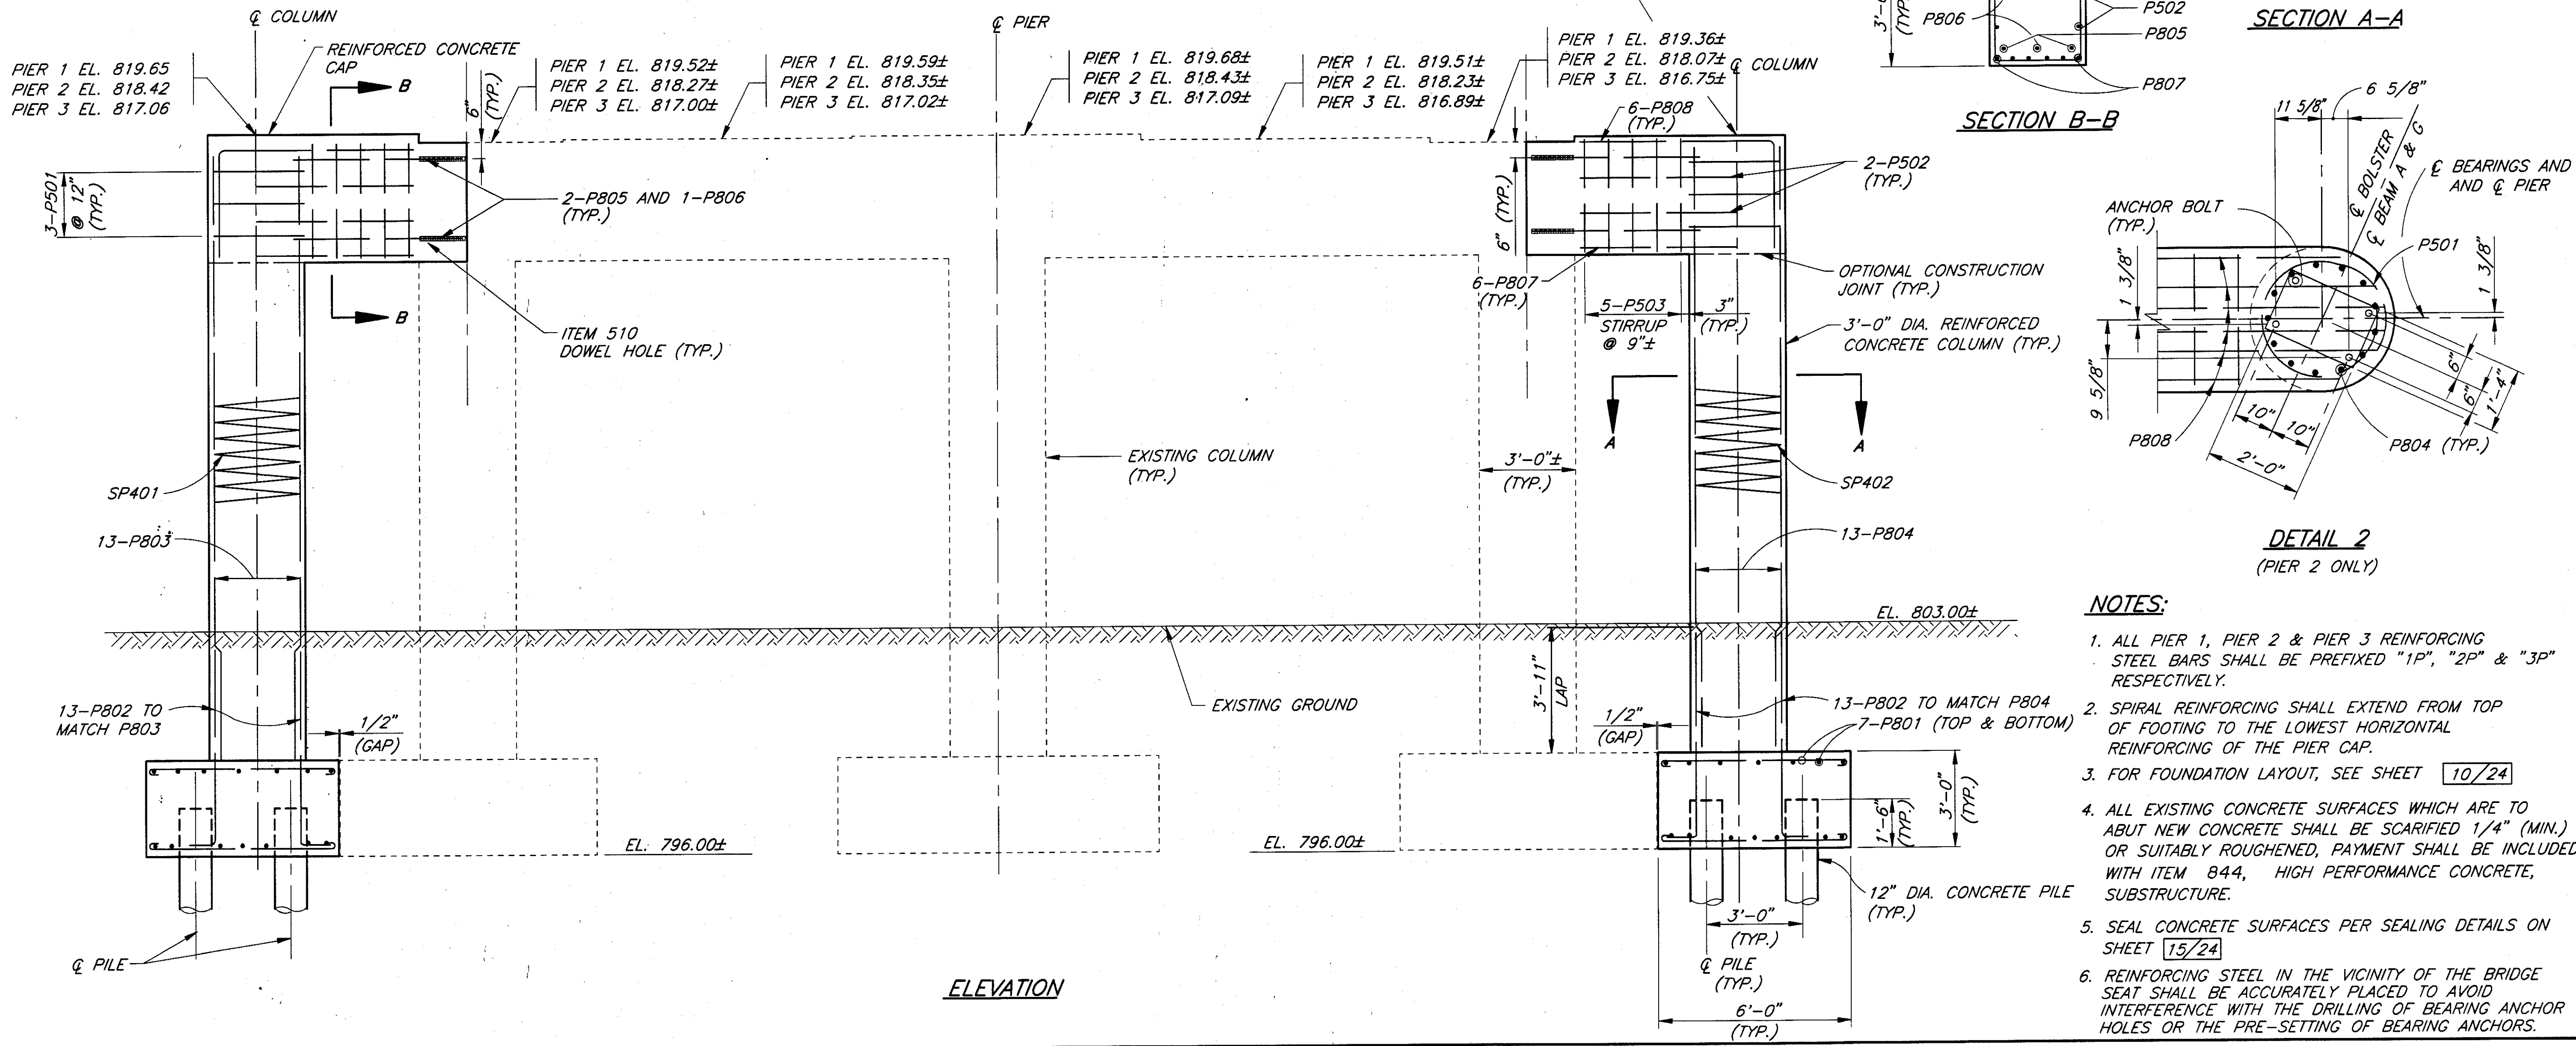 ℄ COLUMN
REINFORCED CONCRETE
CAP
PIER 1 EL. 819.65
PIER 2 EL. 818.42
PIER 3 EL. 817.06
B
B
6"
(TYP.)
PIER 1 EL. 819.52±
PIER 2 EL. 818.27±
PIER 3 EL. 817.00±
PIER 1 EL. 819.59±
PIER 2 EL. 818.35±
PIER 3 EL. 817.02±
℄ PIER
PIER 1 EL. 819.68±
PIER 2 EL. 818.43±
PIER 3 EL. 817.09±
PIER 1 EL. 819.51±
PIER 2 EL. 818.23±
PIER 3 EL. 816.89±
PIER 1 EL. 819.36±
PIER 2 EL. 818.07±
PIER 3 EL. 816.75±
℄ COLUMN
6-P808
(TYP.)
3-P501
@ 12"
(TYP.)
2-P805 AND 1-P806
(TYP.)
ITEM 510
DOWEL HOLE (TYP.)
6" (TYP.)
2-P502
(TYP.)
6-P807
(TYP.)
5-P503
STIRRUP
@ 9"±
3"
(TYP.)
OPTIONAL CONSTRUCTION
JOINT (TYP.)
3'-0" DIA. REINFORCED
CONCRETE COLUMN (TYP.)
A
A
SP401
EXISTING COLUMN
(TYP.)
3'-0"±
(TYP.)
SP402
13-P803
13-P804
EL. 803.00±
3'-11"
LAP
13-P802 TO
MATCH P803
1/2"
(GAP)
EXISTING GROUND
1/2"
(GAP)
13-P802 TO MATCH P804
7-P801 (TOP & BOTTOM)
1'-6"
(TYP.)
3'-0"
(TYP.)
EL. 796.00±
EL. 796.00±
12" DIA. CONCRETE PILE
(TYP.)
3'-0"
(TYP.)
℄ PILE
℄ PILE
(TYP.)
6'-0"
(TYP.)
ELEVATION
(TYP.)
P806
P502
P805
P807
SECTION A-A
SECTION B-B
11 5/8"
6 5/8"
℄ BOLSTER
BEAM A & G
℄ BEARINGS AND
AND ℄ PIER
ANCHOR BOLT
(TYP.)
P501
1 3/8"
1 3/8"
9 5/8"
6"
6"
1'-4"
10"
10"
2'-0"
P808
P804 (TYP.)
DETAIL 2
(PIER 2 ONLY)
NOTES:
1. ALL PIER 1, PIER 2 & PIER 3 REINFORCING
STEEL BARS SHALL BE PREFIXED "1P", "2P" & "3P"
RESPECTIVELY.
2. SPIRAL REINFORCING SHALL EXTEND FROM TOP
OF FOOTING TO THE LOWEST HORIZONTAL
REINFORCING OF THE PIER CAP.
3. FOR FOUNDATION LAYOUT, SEE SHEET 10/24
4. ALL EXISTING CONCRETE SURFACES WHICH ARE TO
ABUT NEW CONCRETE SHALL BE SCARIFIED 1/4" (MIN.)
OR SUITABLY ROUGHENED, PAYMENT SHALL BE INCLUDED
WITH ITEM 844, HIGH PERFORMANCE CONCRETE,
SUBSTRUCTURE.
5. SEAL CONCRETE SURFACES PER SEALING DETAILS ON
SHEET 15/24
6. REINFORCING STEEL IN THE VICINITY OF THE BRIDGE
SEAT SHALL BE ACCURATELY PLACED TO AVOID
INTERFERENCE WITH THE DRILLING OF BEARING ANCHOR
HOLES OR THE PRE-SETTING OF BEARING ANCHORS.